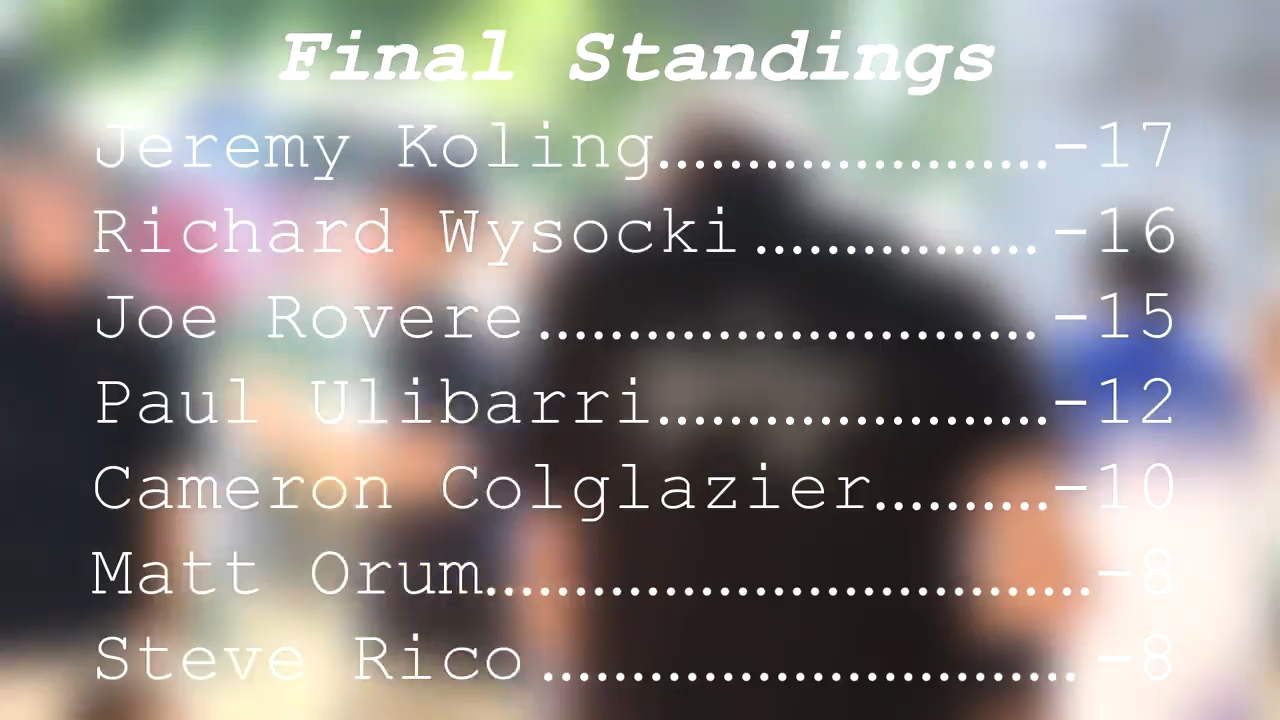 Final Standings
Jeremy Koling.....................-17
Richard Wysocki................-16
Joe Rovere............................-15
Paul Ulibarri.....................-12
Cameron Colglazier..........-10
Matt Orum..................................-8
Steve Rico..............................-8